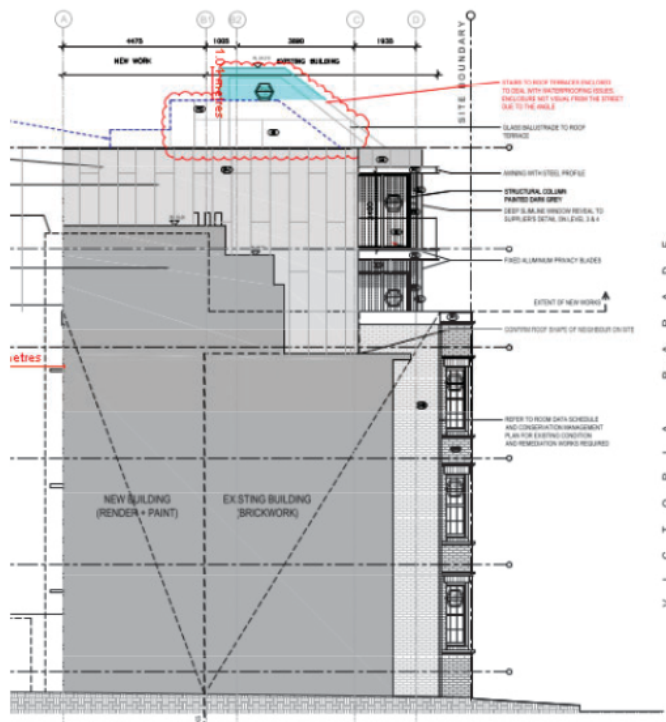 A
B1
B2
C
D
4475
1005
3690
1935
NEW WORK
EXISTING BUILDING
SITE BOUNDARY
STAIRS TO ROOF TERRACES ENCLOSED
TO DEAL WITH WATERPROOFING ISSUES,
ENCLOSURE NOT VISUAL FROM THE STREET
DUE TO THE ANGLE
GLASS BALUSTRADE TO ROOF
TERRACE
AWNING WITH STEEL PROFILE
STRUCTURAL COLUMN
PAINTED DARK GREY
DEEP SLIMLINE WINDOW REVEAL TO
SUPPLIER'S DETAIL ON LEVEL 3 & 4
FIXED ALUMINIUM PRIVACY BLADES
EXTENT OF NEW WORKS
CONFIRM ROOF SHAPE OF NEIGHBOUR ON SITE
metres
REFER TO ROOM DATA SCHEDULE
AND CONSERVATION MANAGEMENT
PLAN FOR EXISTING CONDITION
AND REMEDIATION WORKS REQUIRED
NEW BUILDING
(RENDER + PAINT)
EXISTING BUILDING
(BRICKWORK)